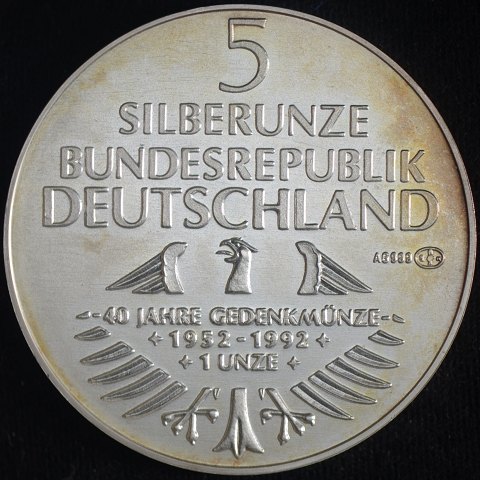 5
SILBERUNZE
BUNDESREPUBLIK
DEUTSCHLAND
40 JAHRE GEDENKMÜNZE
1952-1992
1 UNZE